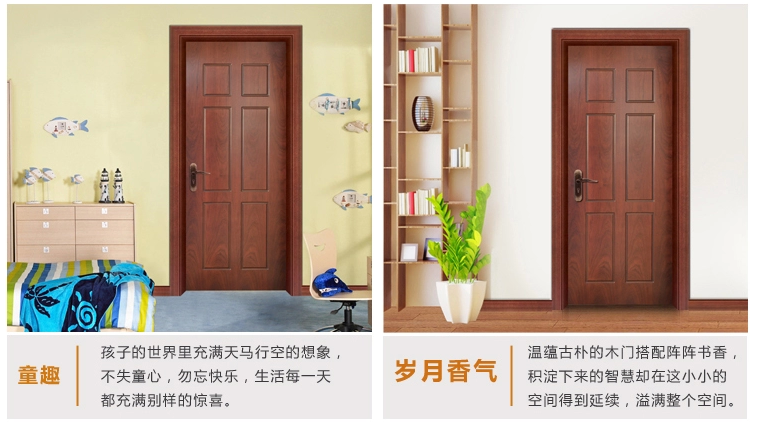 童趣
孩子的世界里充满天马行空的想象，
不失童心，勿忘快乐，生活每一天
都充满别样的惊喜。
岁月香气
温蕴古朴的木门搭配阵阵书香，
积淀下来的智慧却在这小小的
空间得到延续，溢满整个空间。